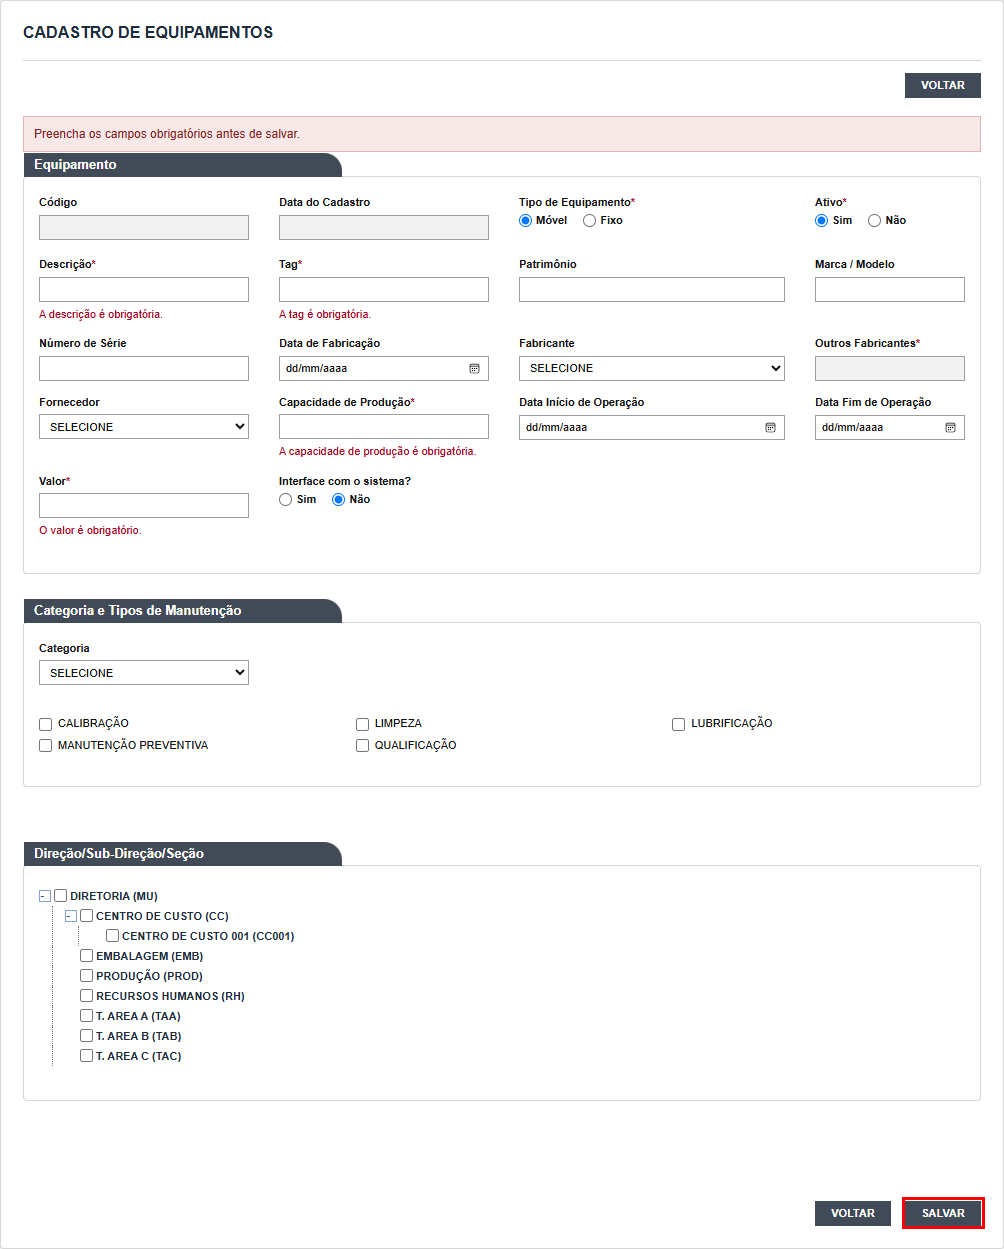 CADASTRO DE EQUIPAMENTOS
VOLTAR
Preencha os campos obrigatórios antes de salvar.
Equipamento
Código Data do Cadastro Tipo de Equipamento* Ativo*
Móvel Fixo Sim Não
Descrição* Tag* Patrimônio Marca / Modelo
A descrição é obrigatória. A tag é obrigatória.
Número de Série Data de Fabricação Fabricante Outros Fabricantes*
dd/mm/aaaa SELECIONE
Fornecedor Capacidade de Produção* Data Início de Operação Data Fim de Operação
SELECIONE dd/mm/aaaa dd/mm/aaaa
A capacidade de produção é obrigatória.
Valor* Interface com o sistema?
Sim Não
O valor é obrigatório.
Categoria e Tipos de Manutenção
Categoria
SELECIONE
CALIBRAÇÃO LIMPEZA LUBRIFICAÇÃO
MANUTENÇÃO PREVENTIVA QUALIFICAÇÃO
Direção/Sub-Direção/Seção
DIRETORIA (MU)
CENTRO DE CUSTO (CC)
CENTRO DE CUSTO 001 (CC001)
EMBALAGEM (EMB)
PRODUÇÃO (PROD)
RECURSOS HUMANOS (RH)
T. AREA A (TAA)
T. AREA B (TAB)
T. AREA C (TAC)
VOLTAR SALVAR